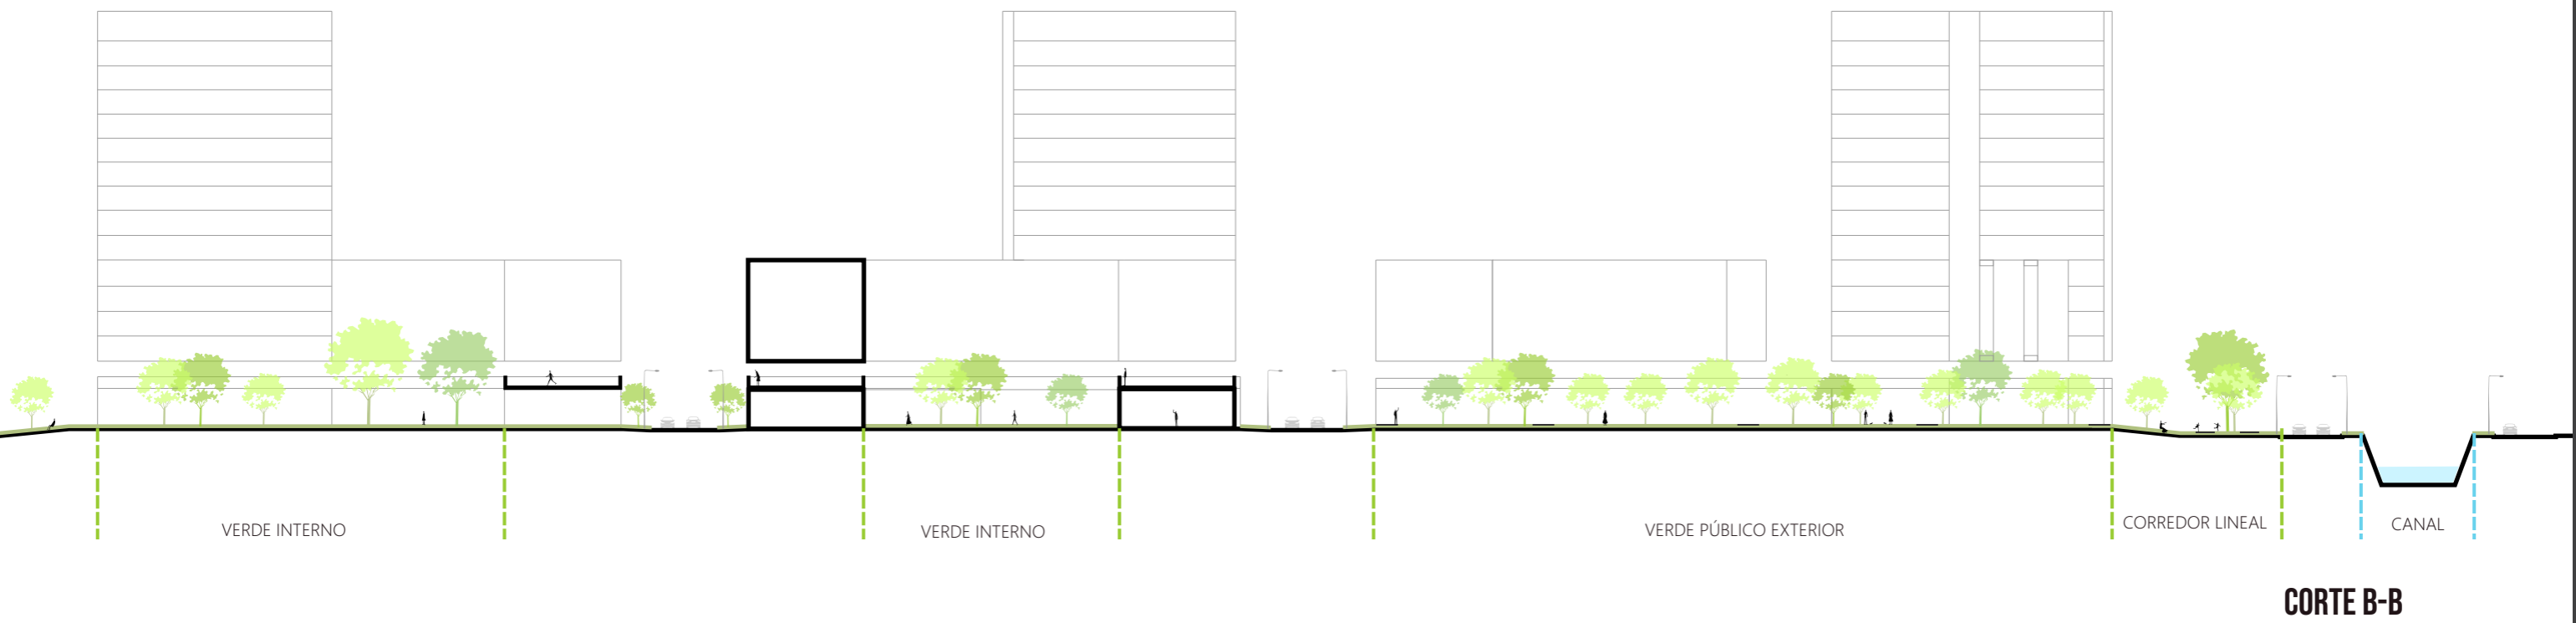 VERDE INTERNO
VERDE INTERNO
VERDE PÚBLICO EXTERIOR
CORREDOR LINEAL
CANAL
CORTE B-B